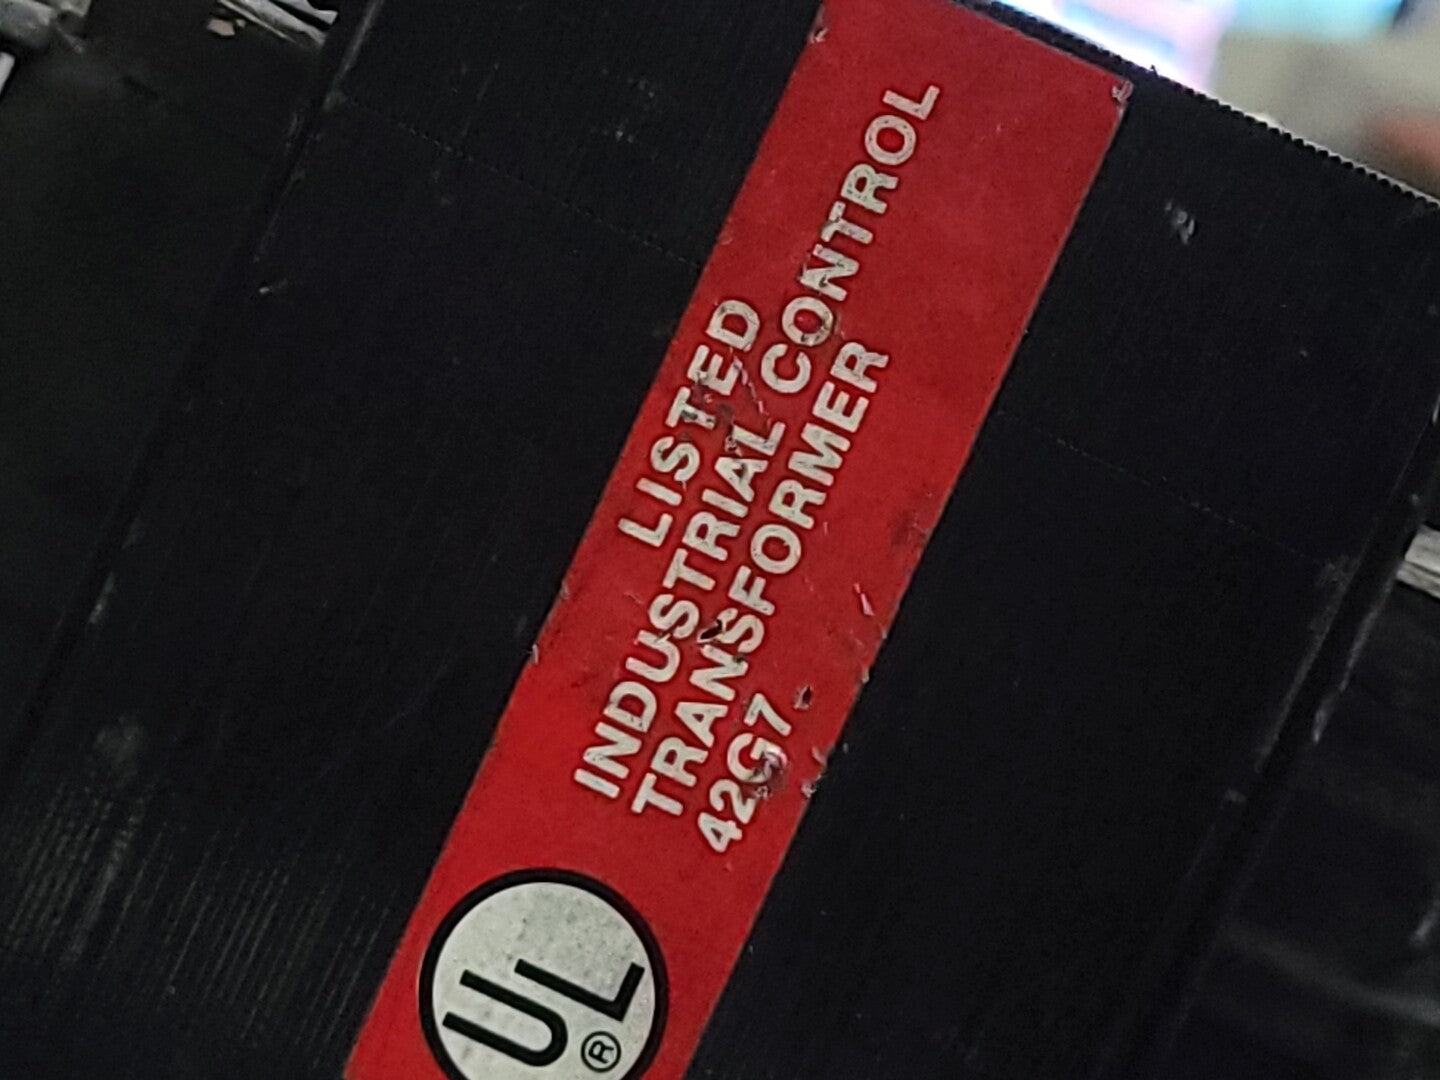 LISTED
INDUSTRIAL CONTROL
TRANSFORMER
42G7
UL
®